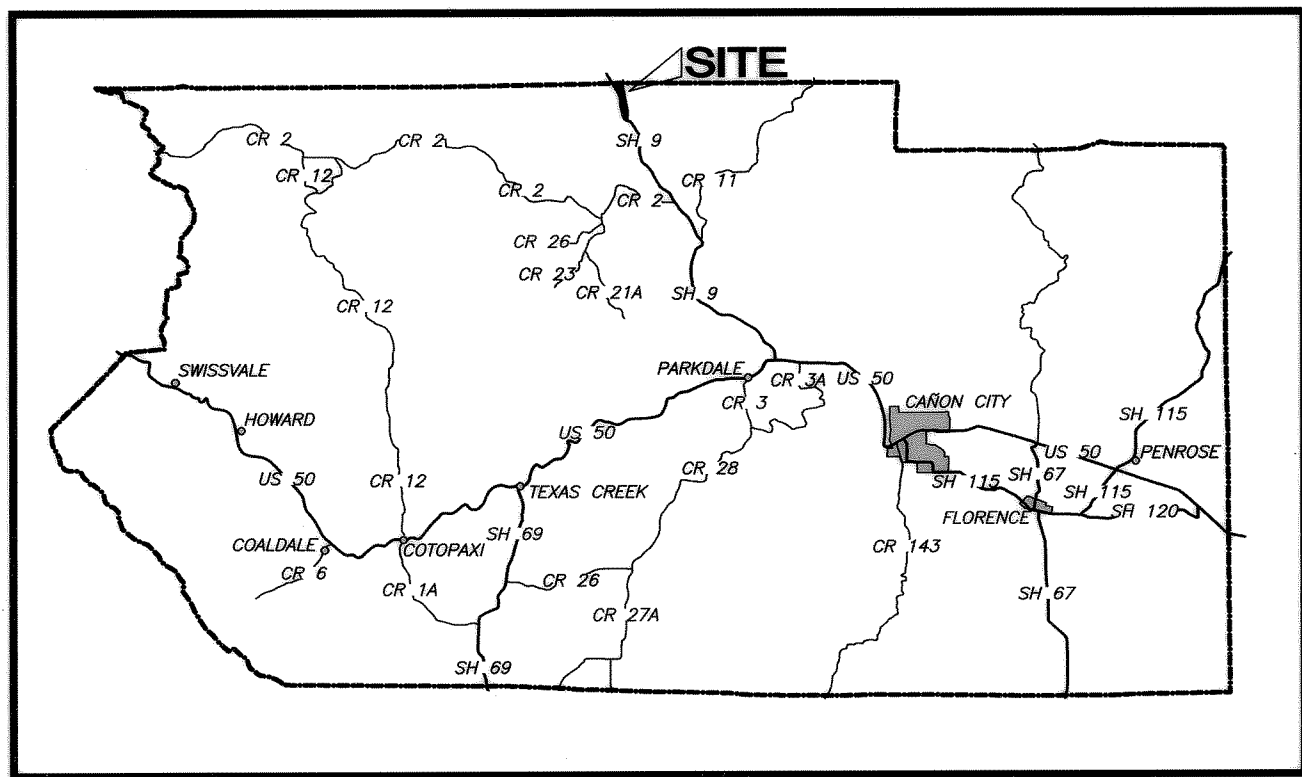 SITE
SH 9
CR 2
CR 2
CR 12
CR 11
CR 2
CR 2
CR 26
CR 23
CR 21A
SH 9
CR 12
SWISSVALE
PARKDALE
CR 3A
US 50
CR 3
CAÑON CITY
HOWARD
SH 115
US 50
US 50
PENROSE
CR 28
US 50
CR 12
SH 67
SH 115
TEXAS CREEK
SH 115
SR 120
FLORENCE
SH 69
COALDALE
COTOPAXI
CR 143
CR 6
CR 1A
CR 26
SH 67
CR 27A
SH 69